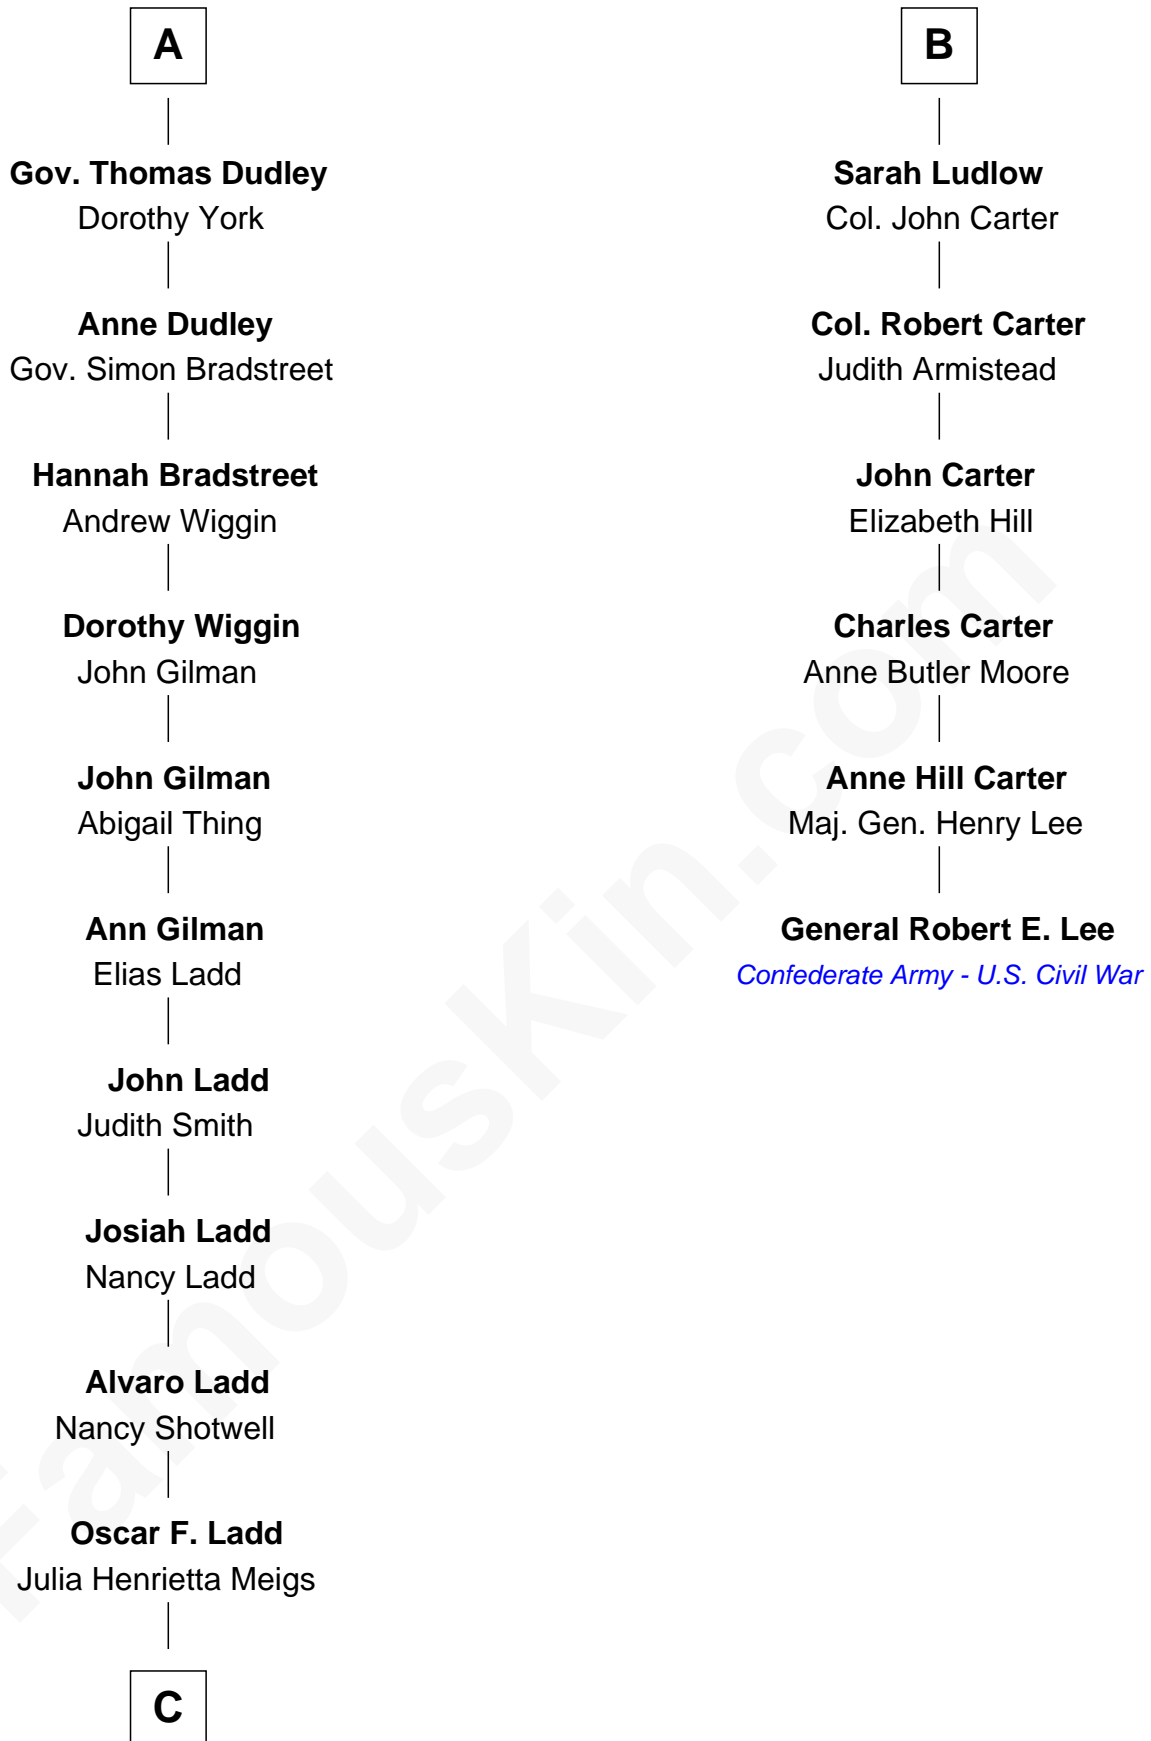 A
Gov. Thomas Dudley
Dorothy York
Anne Dudley
Gov. Simon Bradstreet
Hannah Bradstreet
Andrew Wiggin
Dorothy Wiggin
John Gilman
John Gilman
Abigail Thing
Ann Gilman
Elias Ladd
John Ladd
Judith Smith
Josiah Ladd
Nancy Ladd
Alvaro Ladd
Nancy Shotwell
Oscar F. Ladd
Julia Henrietta Meigs
C
B
Sarah Ludlow
Col. John Carter
Col. Robert Carter
Judith Armistead
John Carter
Elizabeth Hill
Charles Carter
Anne Butler Moore
Anne Hill Carter
Maj. Gen. Henry Lee
General Robert E. Lee
Confederate Army - U.S. Civil War
FamousKin.com